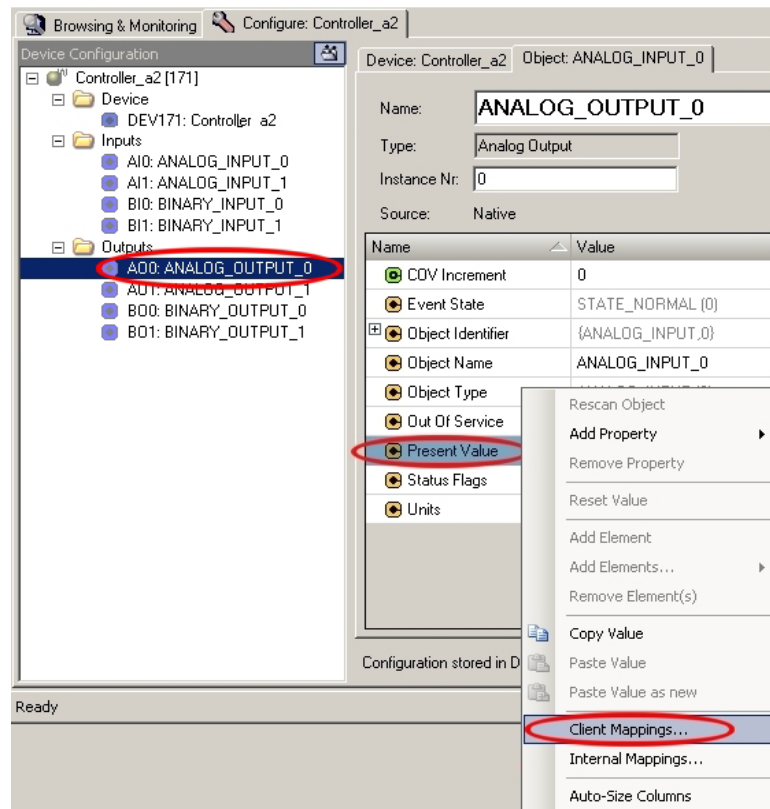 Browsing & Monitoring
Configure: Controller_a2
Device Configuration
Controller_a2 [171]
Device
DEV171: Controller_a2
Inputs
AI0: ANALOG_INPUT_0
AI1: ANALOG_INPUT_1
BI0: BINARY_INPUT_0
BI1: BINARY_INPUT_1
Outputs
AO0: ANALOG_OUTPUT_0
AO1: ANALOG_OUTPUT_1
BO0: BINARY_OUTPUT_0
BO1: BINARY_OUTPUT_1
Device: Controller_a2
Object: ANALOG_INPUT_0
Name: ANALOG_OUTPUT_0
Type: Analog Output
Instance Nr: 0
Source: Native
Name Value
COV Increment 0
Event State STATE_NORMAL (0)
Object Identifier {ANALOG_INPUT,0}
Object Name ANALOG_INPUT_0
Object Type
Out Of Service
Present Value
Status Flags
Units
Rescan Object
Add Property
Remove Property
Reset Value
Add Element
Add Elements...
Remove Element(s)
Copy Value
Paste Value
Paste Value as new
Client Mappings...
Internal Mappings...
Auto-Size Columns
Configuration stored in D
Ready